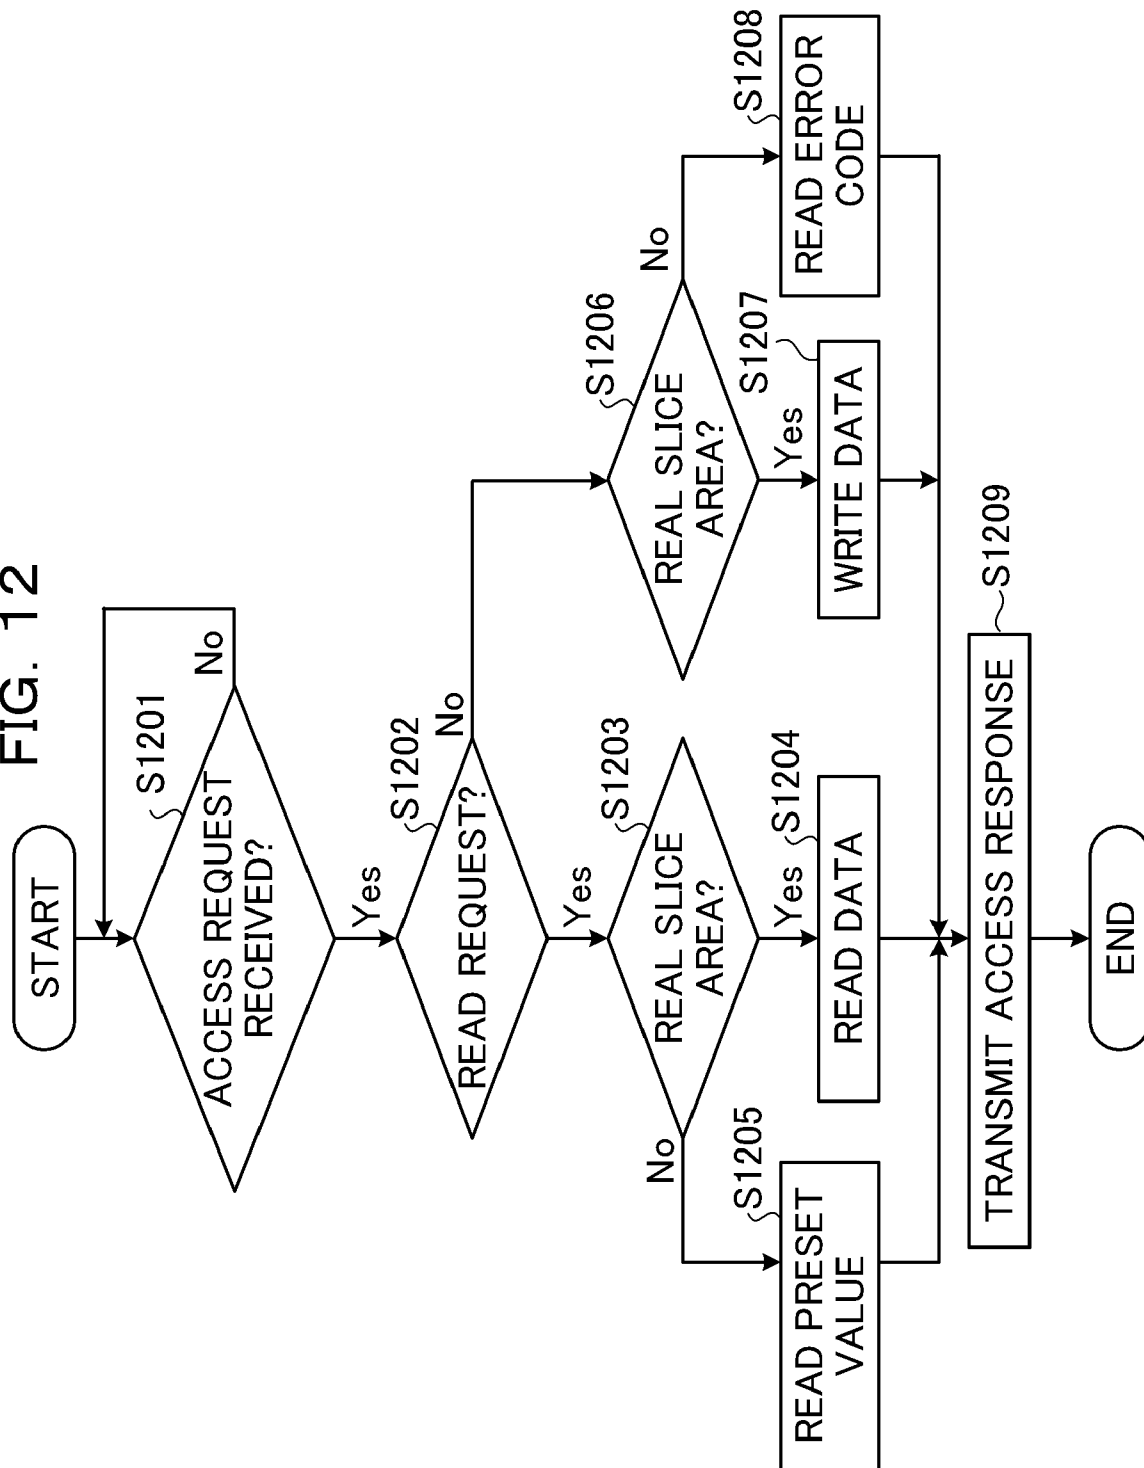 FIG. 12
START
S1201
ACCESS REQUEST
RECEIVED?
No
Yes
S1202
READ REQUEST?
No
Yes
S1203
REAL SLICE
AREA?
No
Yes
S1206
REAL SLICE
AREA?
No
Yes
S1205
READ PRESET
VALUE
S1204
READ DATA
S1207
WRITE DATA
S1208
READ ERROR
CODE
S1209
TRANSMIT ACCESS RESPONSE
END